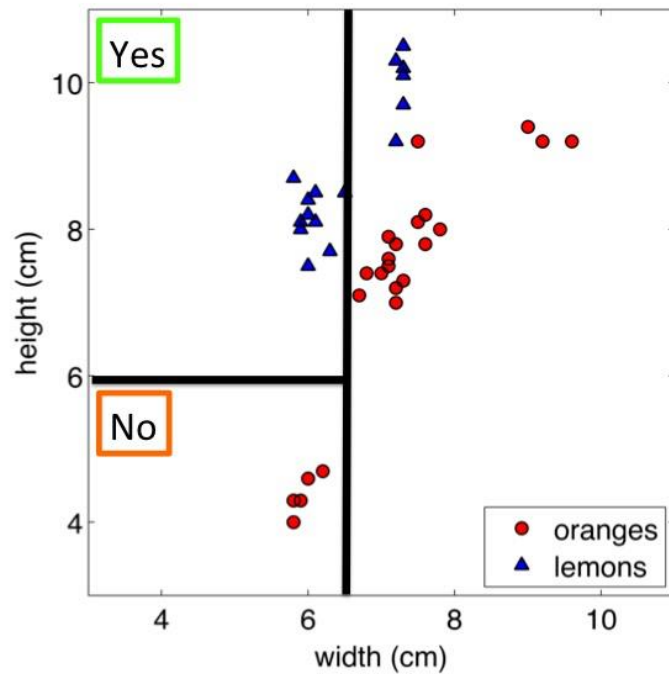 Yes
10
8
6
No
4
height (cm)
oranges
lemons
4
6
8
10
width (cm)